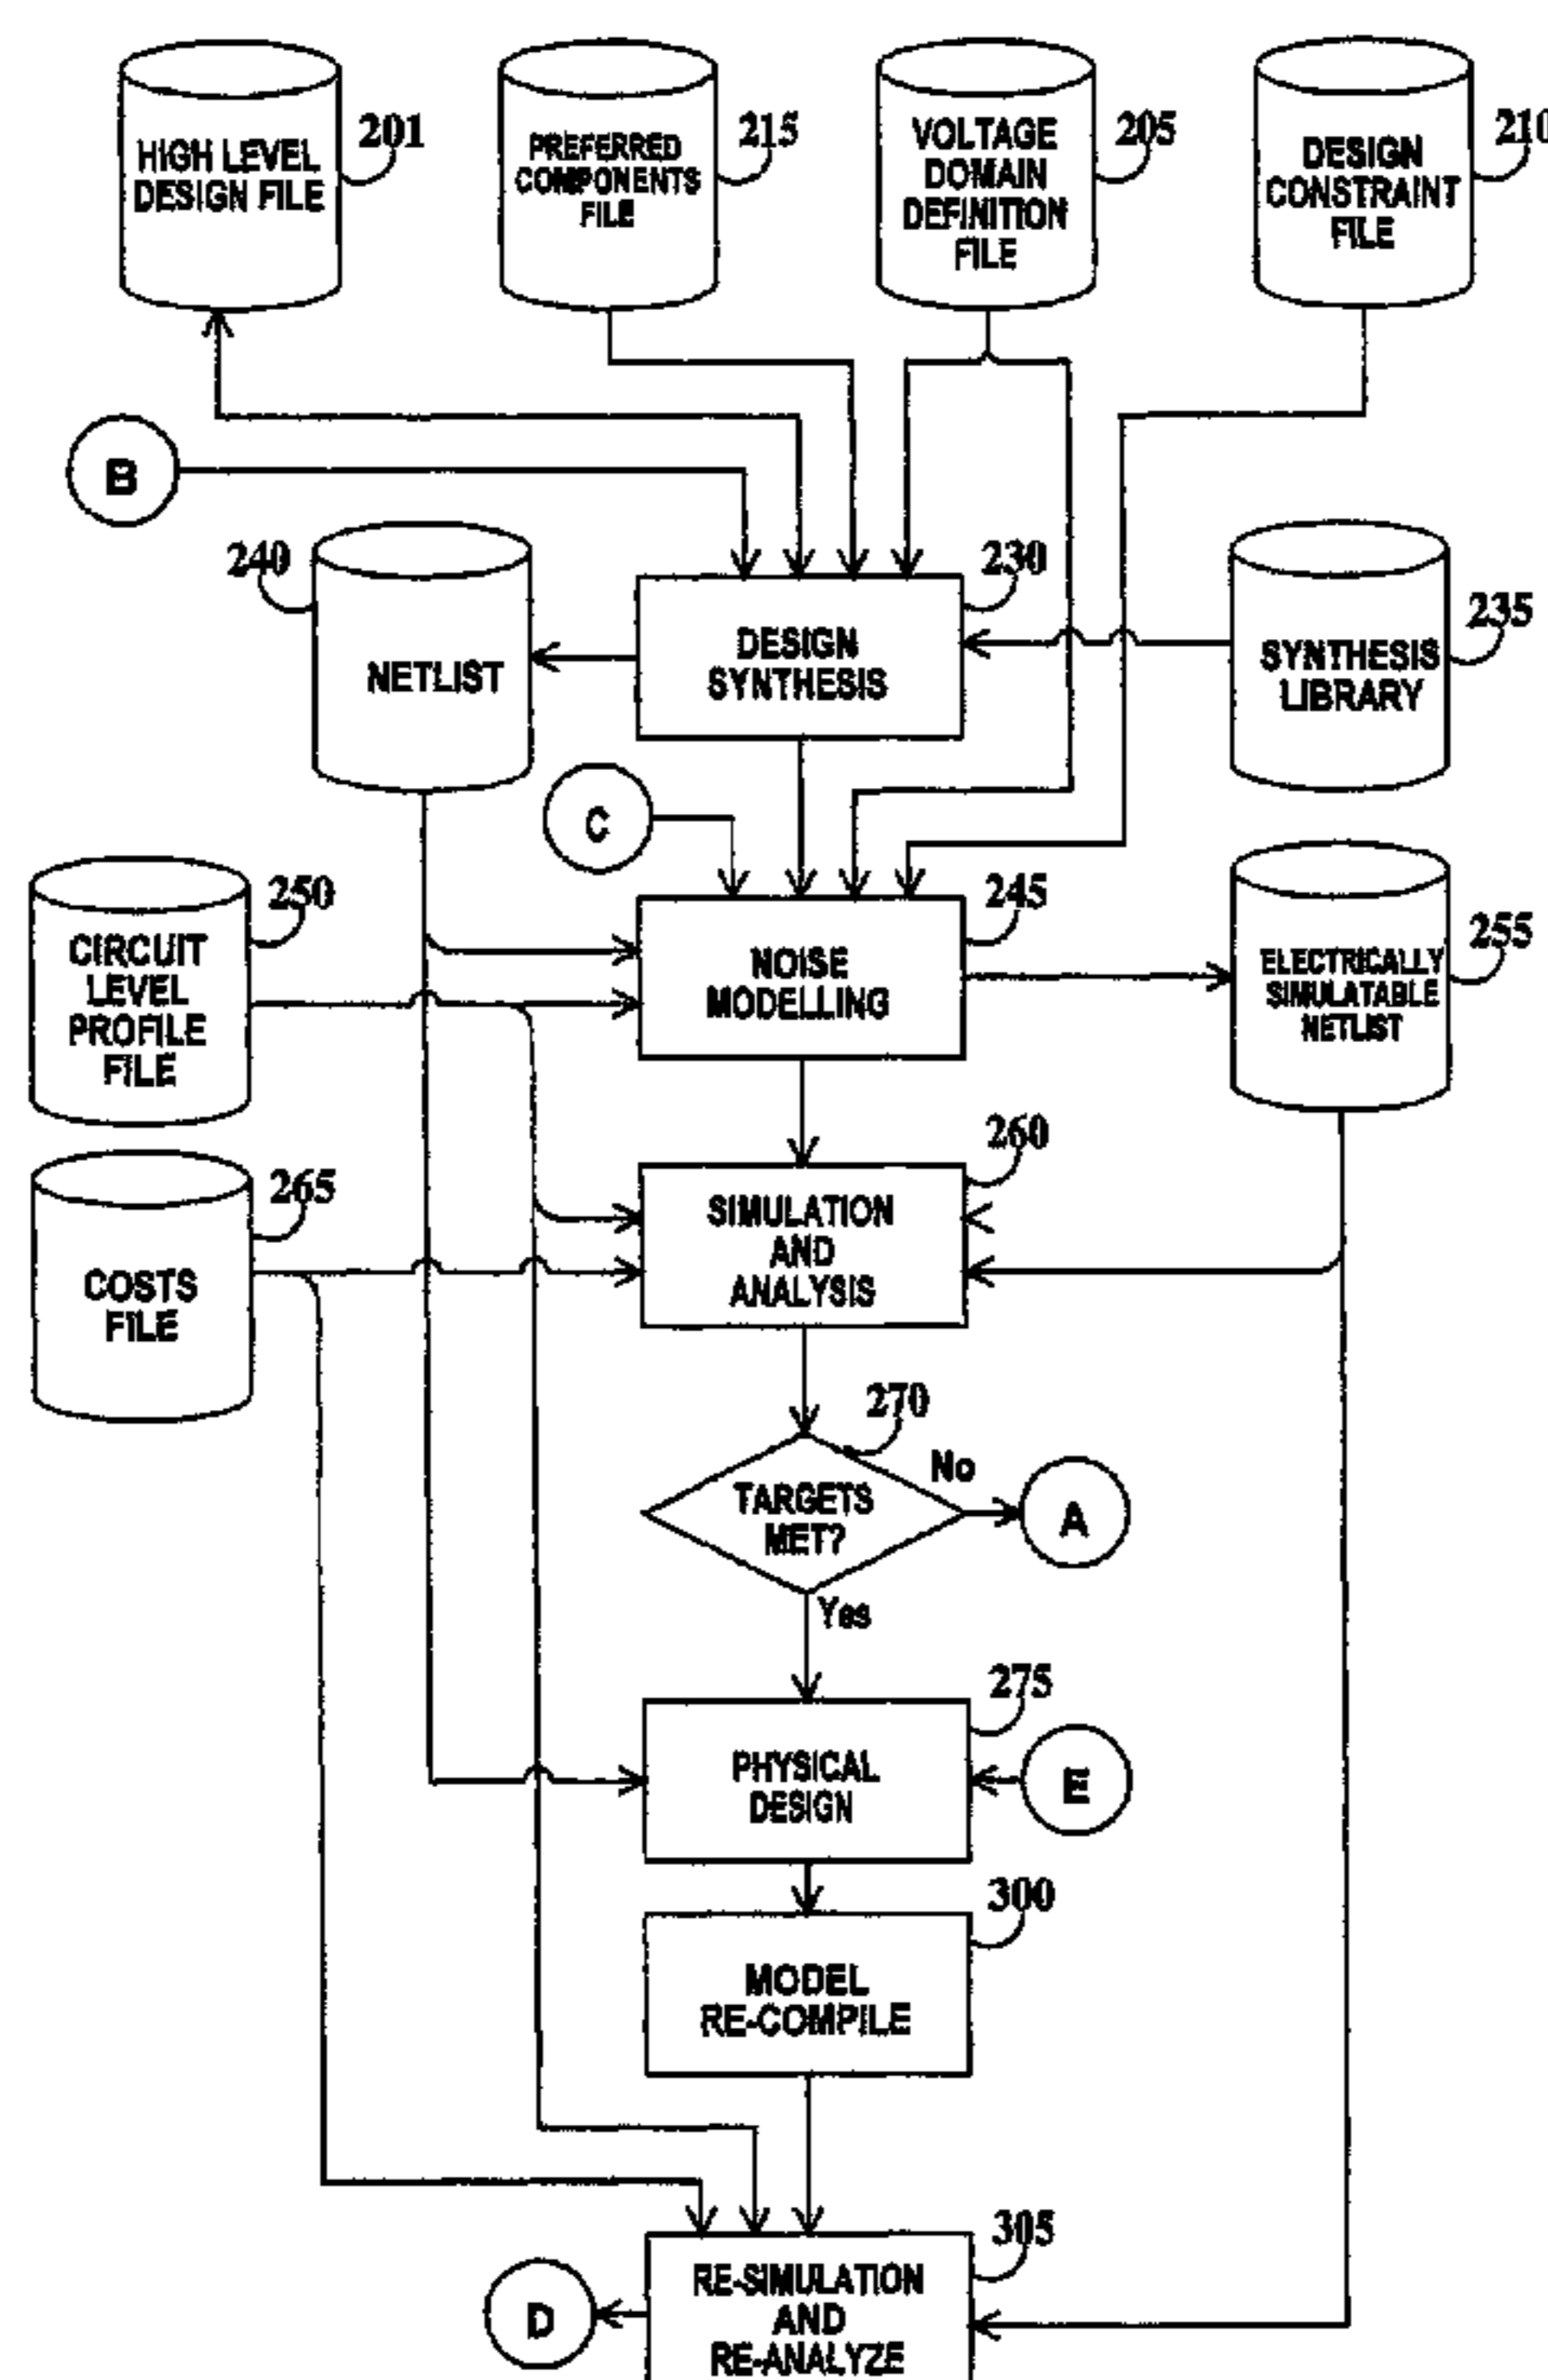 HIGH LEVEL
DESIGN FILE
201
PREFERRED
COMPONENTS
FILE
215
VOLTAGE
DOMAIN
DEFINITION
FILE
205
DESIGN
CONSTRAINT
FILE
210
B
240
NETLIST
DESIGN
SYNTHESIS
230
SYNTHESIS
LIBRARY
235
C
CIRCUIT
LEVEL
PROFILE
FILE
250
NOISE
MODELLING
245
ELECTRICALLY
SIMULATABLE
NETLIST
255
COSTS
FILE
265
SIMULATION
AND
ANALYSIS
260
270
TARGETS
MET?
No
A
Yes
PHYSICAL
DESIGN
275
E
MODEL
RE-COMPILE
300
D
RE-SIMULATION
AND
RE-ANALYZE
305